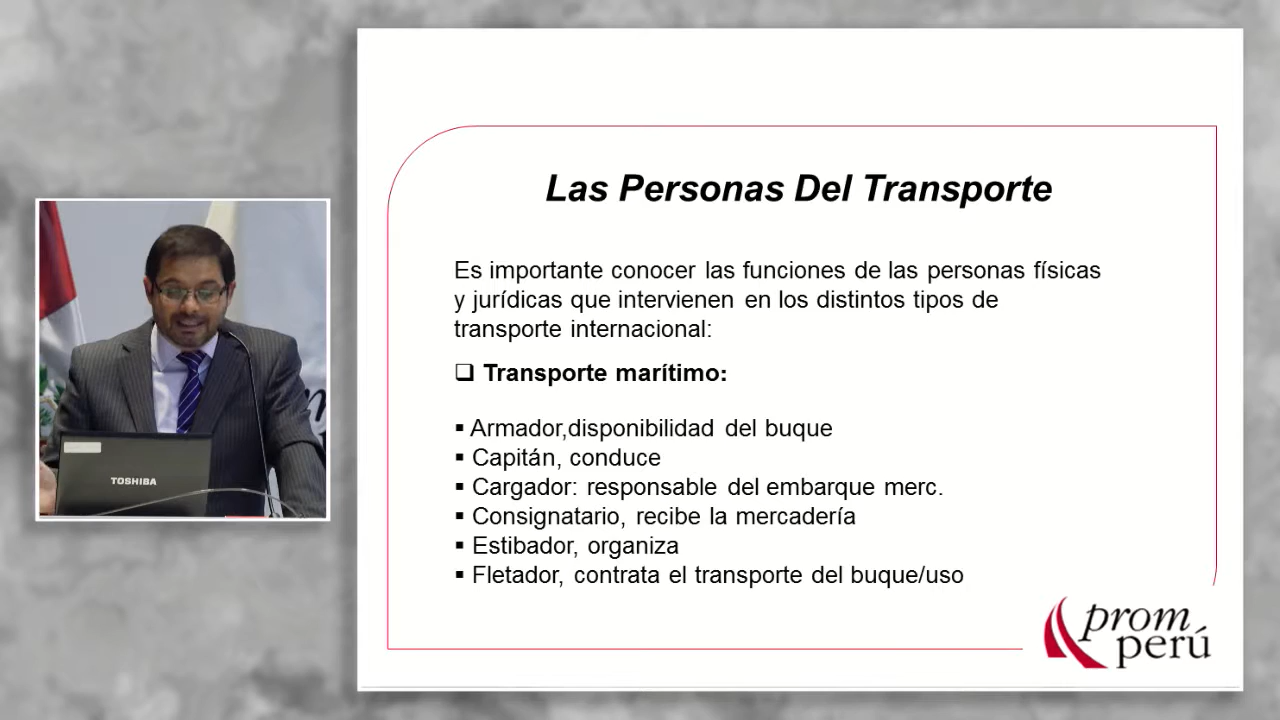 Las Personas Del Transporte
Es importante conocer las funciones de las personas físicas
y jurídicas que intervienen en los distintos tipos de
transporte internacional:
❑ Transporte marítimo:
▪ Armador,disponibilidad del buque
▪ Capitán, conduce
▪ Cargador: responsable del embarque merc.
▪ Consignatario, recibe la mercadería
▪ Estibador, organiza
▪ Fletador, contrata el transporte del buque/uso
TOSHIBA
prom
perú